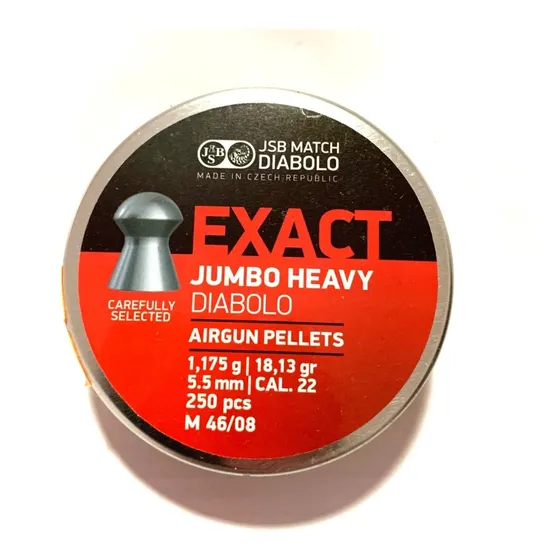 JSB
JSB MATCH
DIABOLO
MADE IN CZECH REPUBLIC
EXACT
JUMBO HEAVY
DIABOLO
CAREFULLY
SELECTED
AIRGUN PELLETS
1,175 g | 18,13 gr
5.5 mm | CAL. 22
250 pcs
M 46/08